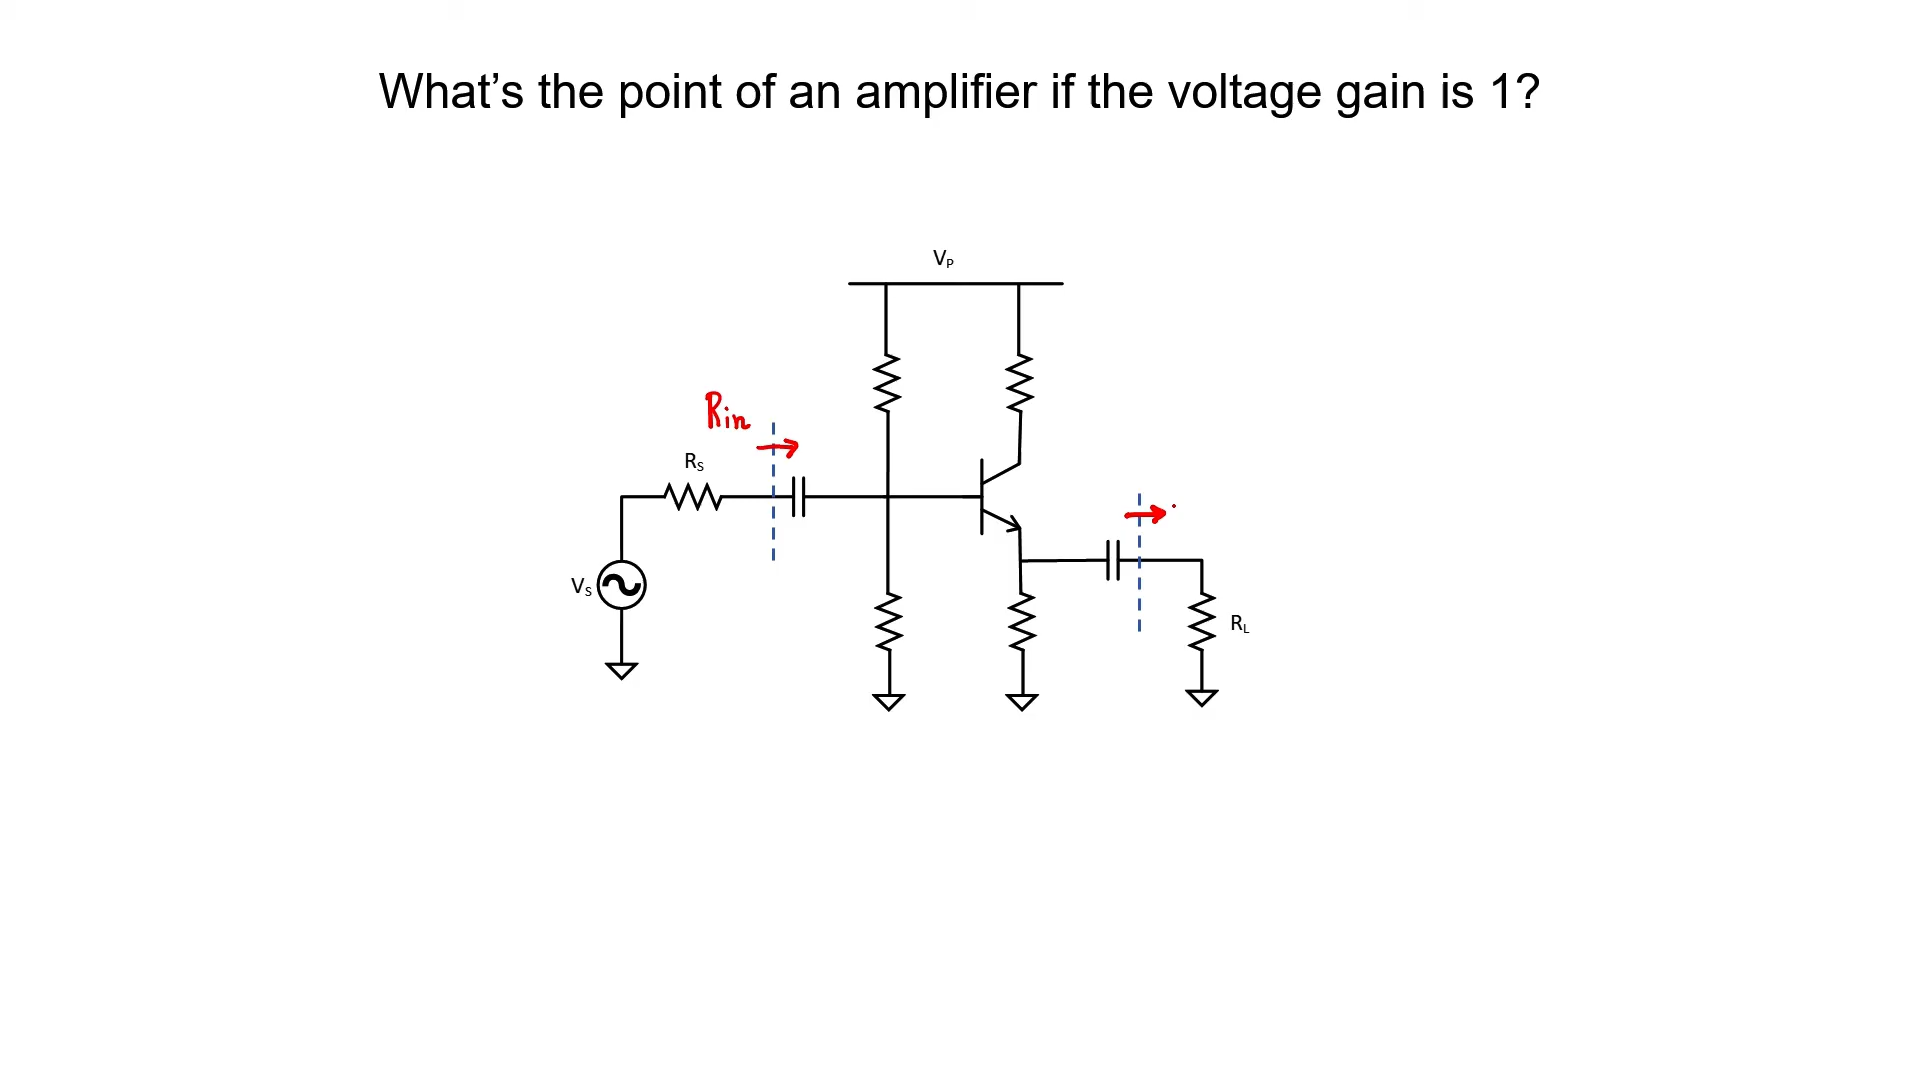 What’s the point of an amplifier if the voltage gain is 1?
VP
Rin
RS
VS
RL